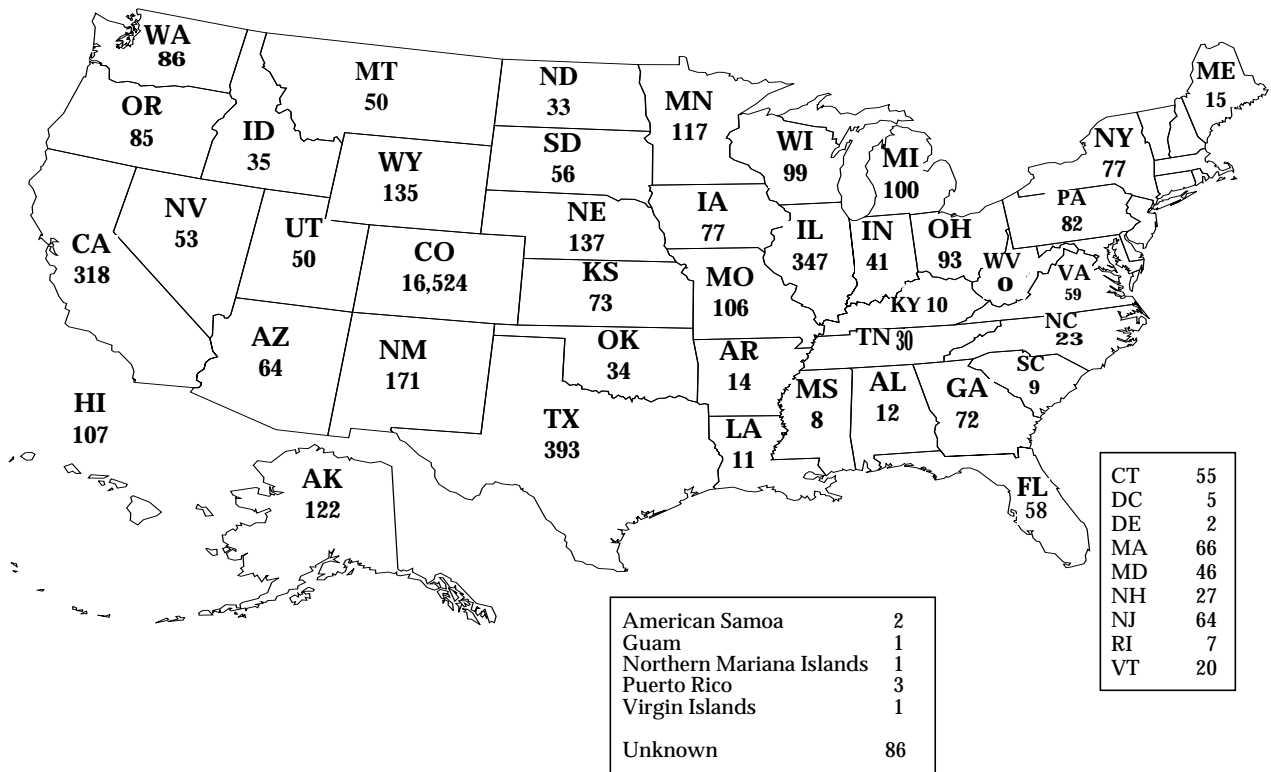 WA
86
MT
50
ND
33
MN
117
ME
15
OR
85
ID
35
SD
56
WI
99
MI
100
NY
77
WY
135
NV
53
UT
50
CO
16,524
NE
137
IA
77
IL
347
IN
41
OH
93
PA
82
CA
318
KS
73
MO
106
WV
0
VA
59
KY 10
AZ
64
NM
171
OK
34
AR
14
TN 30
NC
23
SC
9
MS
8
AL
12
GA
72
HI
107
TX
393
LA
11
FL
58
AK
122
CT 55
DC 5
DE 2
MA 66
MD 46
NH 27
NJ 64
RI 7
VT 20
American Samoa 2
Guam 1
Northern Mariana Islands 1
Puerto Rico 3
Virgin Islands 1
Unknown 86